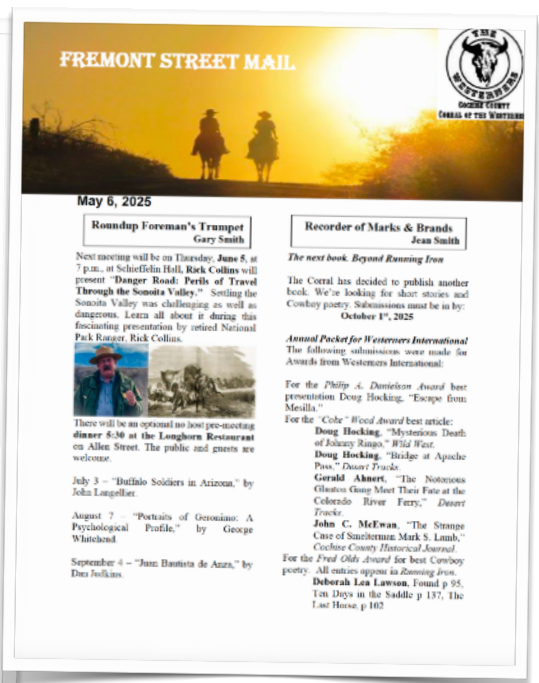 FREMONT STREET MAIL
THE
WESTERNERS
COCHISE COUNTY
CORRAL OF THE WESTERNERS
May 6, 2025
Roundup Foreman's Trumpet
Gary Smith
Next meeting will be on Thursday, June 5, at
7 p.m., at Schieffelin Hall, Rick Collins will
present "Danger Road: Perils of Travel
Through the Sonoita Valley." Settling the
Sonoita Valley was challenging as well as
dangerous. Learn all about it during this
fascinating presentation by retired National
Park Ranger, Rick Collins.
There will be an optional no host pre-meeting
dinner 5:30 at the Longhorn Restaurant
on Allen Street. The public and guests are
welcome.
July 3 – "Buffalo Soldiers in Arizona," by
John Langellier.
August 7 – "Portraits of Geronimo: A
Psychological Profile," by George
Whitehead.
September 4 – "Juan Bautista de Anza," by
Dan Judkins.
Recorder of Marks & Brands
Jean Smith
The next book. Beyond Running Iron
The Corral has decided to publish another
book. We're looking for short stories and
Cowboy poetry. Submissions must be in by:
October 1st, 2025
Annual Packet for Westerners International
The following submissions were made for
Awards from Westerners International:
For the Philip A. Danielson Award best
presentation Doug Hocking, "Escape from
Mesilla."
For the "Coke" Wood Award best article:
Doug Hocking, "Mysterious Death
of Johnny Ringo," Wild West.
Doug Hocking, "Bridge at Apache
Pass," Desert Tracks.
Gerald Ahnert, "The Notorious
Glanton Gang Meet Their Fate at the
Colorado River Ferry," Desert
Tracks.
John C. McEwan, "The Strange
Case of Smelterman Mark S. Lamb,"
Cochise County Historical Journal.
For the Fred Olds Award for best Cowboy
poetry. All entries appear in Running Iron.
Deborah Lea Lawson, Found p 95,
Ten Days in the Saddle p 137, The
Last Horse, p 102